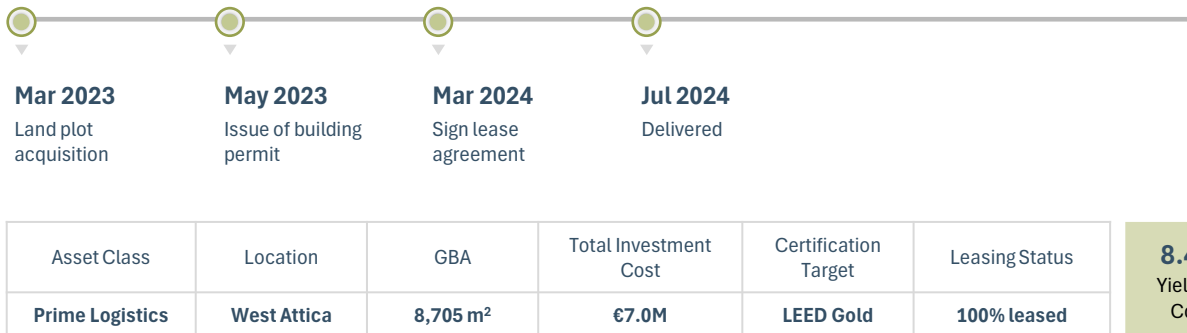 Mar 2023
Land plot
acquisition
May 2023
Issue of building
permit
Mar 2024
Sign lease
agreement
Jul 2024
Delivered
Asset Class
Location
GBA
Total Investment
Cost
Certification
Target
Leasing Status
Prime Logistics
West Attica
8,705 m²
€7.0M
LEED Gold
100% leased